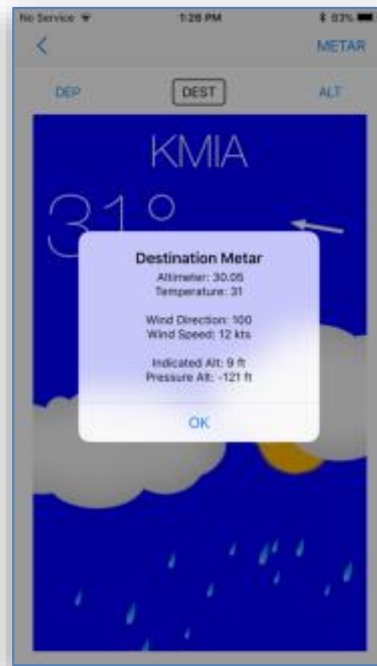 No Service 1:28 PM 83%
METAR
DEP DEST ALT
KMIA
31°
Destination Metar
Altimeter: 30.05
Temperature: 31
Wind Direction: 100
Wind Speed: 12 kts
Indicated Alt: 9 ft
Pressure Alt: -121 ft
OK